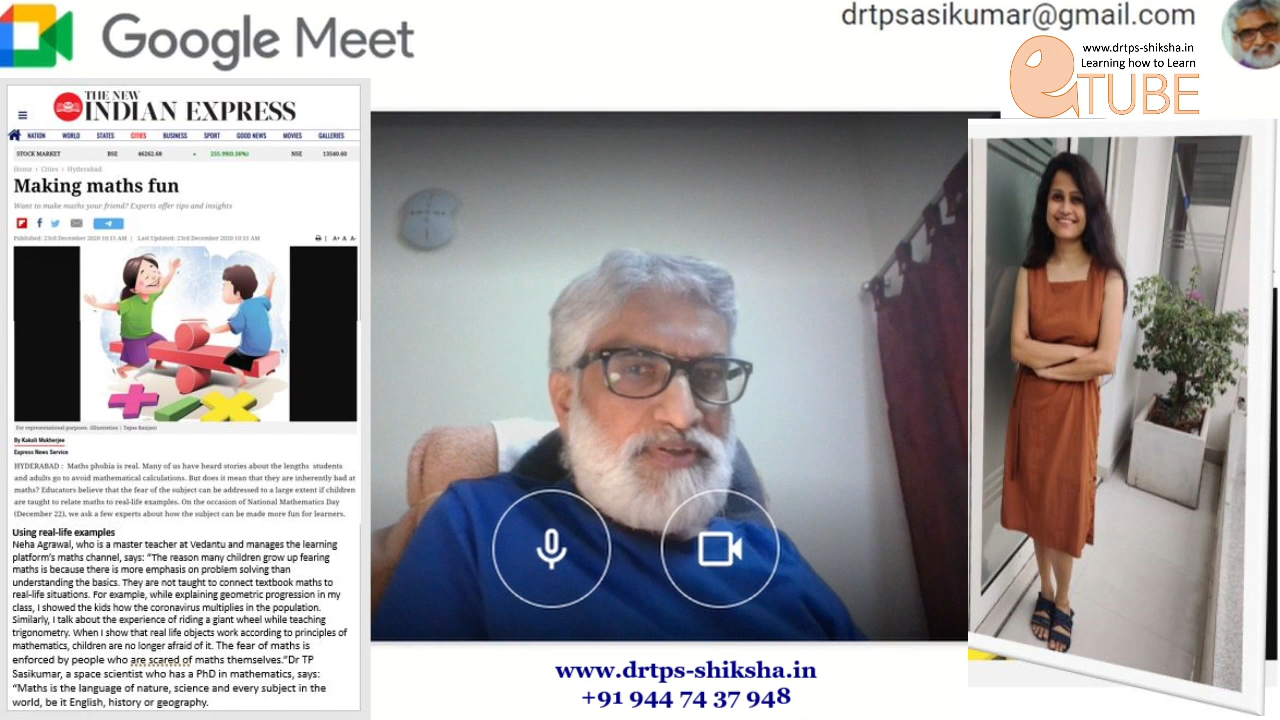 Google Meet
drtpsasikumar@gmail.com
www.drtps-shiksha.in
Learning how to Learn
eTUBE
THE NEW
INDIAN EXPRESS
NATION WORLD STATES CITIES BUSINESS SPORT GOOD NEWS MOVIES GALLERIES
STOCK MARKET BSE 46262.60 255.99(0.56%) NSE 13540.60
Home › Cities › Hyderabad
Making maths fun
Want to make maths your friend? Experts offer tips and insights
Published: 23rd December 2020 10:11 AM | Last Updated: 23rd December 2020 10:11 AM A+ A A-
For representational purposes. (Illustration | Tapas Ranjan)
By Kakoli Mukherjee
Express News Service
HYDERABAD : Maths phobia is real. Many of us have heard stories about the lengths students
and adults go to avoid mathematical calculations. But does it mean that they are inherently bad at
maths? Educators believe that the fear of the subject can be addressed to a large extent if children
are taught to relate maths to real-life examples. On the occasion of National Mathematics Day
(December 22), we ask a few experts about how the subject can be made more fun for learners.
Using real-life examples
Neha Agrawal, who is a master teacher at Vedantu and manages the learning
platform's maths channel, says: “The reason many children grow up fearing
maths is because there is more emphasis on problem solving than
understanding the basics. They are not taught to connect textbook maths to
real-life situations. For example, while explaining geometric progression in my
class, I showed the kids how the coronavirus multiplies in the population.
Similarly, I talk about the experience of riding a giant wheel while teaching
trigonometry. When I show that real life objects work according to principles of
mathematics, children are no longer afraid of it. The fear of maths is
enforced by people who are scared of maths themselves.”Dr TP
Sasikumar, a space scientist who has a PhD in mathematics, says:
“Maths is the language of nature, science and every subject in the
world, be it English, history or geography.
www.drtps-shiksha.in
+91 944 74 37 948